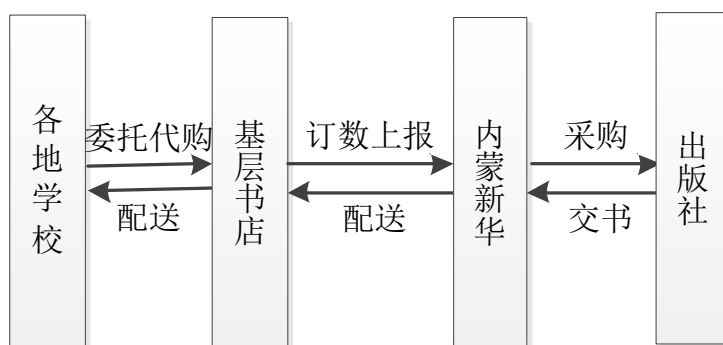 各地学校
委托代购
配送
基层书店
订数上报
配送
内蒙新华
采购
交书
出版社